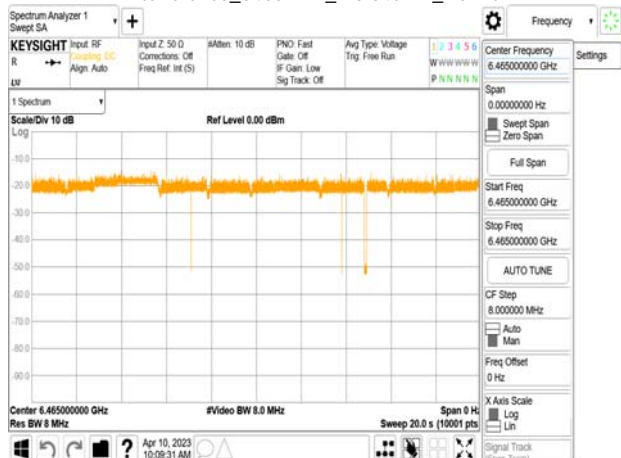 Spectrum Analyzer 1
Swept SA
+
Frequency
KEYSIGHT
R
Input: RF
Coupling: DC
Align: Auto
Input Z: 50 Ω
Corrections: Off
Freq Ref: Int (S)
#Atten: 10 dB
PNO: Fast
Gate: Off
IF Gain: Low
Sig Track: Off
Avg Type: Voltage
Trig: Free Run
1 2 3 4 5 6
W W W W W W
P N N N N N
Center Frequency
6.465000000 GHz
Settings
Span
0.00000000 Hz
Swept Span
Zero Span
Full Span
Start Freq
6.465000000 GHz
Stop Freq
6.465000000 GHz
AUTO TUNE
CF Step
8.000000 MHz
Auto
Man
Freq Offset
0 Hz
X Axis Scale
Log
Lin
Signal Track
1 Spectrum
Scale/Div 10 dB
Ref Level 0.00 dBm
Log
-10.0
-20.0
-30.0
-40.0
-50.0
-60.0
-70.0
-80.0
-90.0
Center 6.465000000 GHz
#Video BW 8.0 MHz
Span 0 Hz
Res BW 8 MHz
Sweep 20.0 s (10001 pts
?
Apr 10, 2023
10:09:31 AM